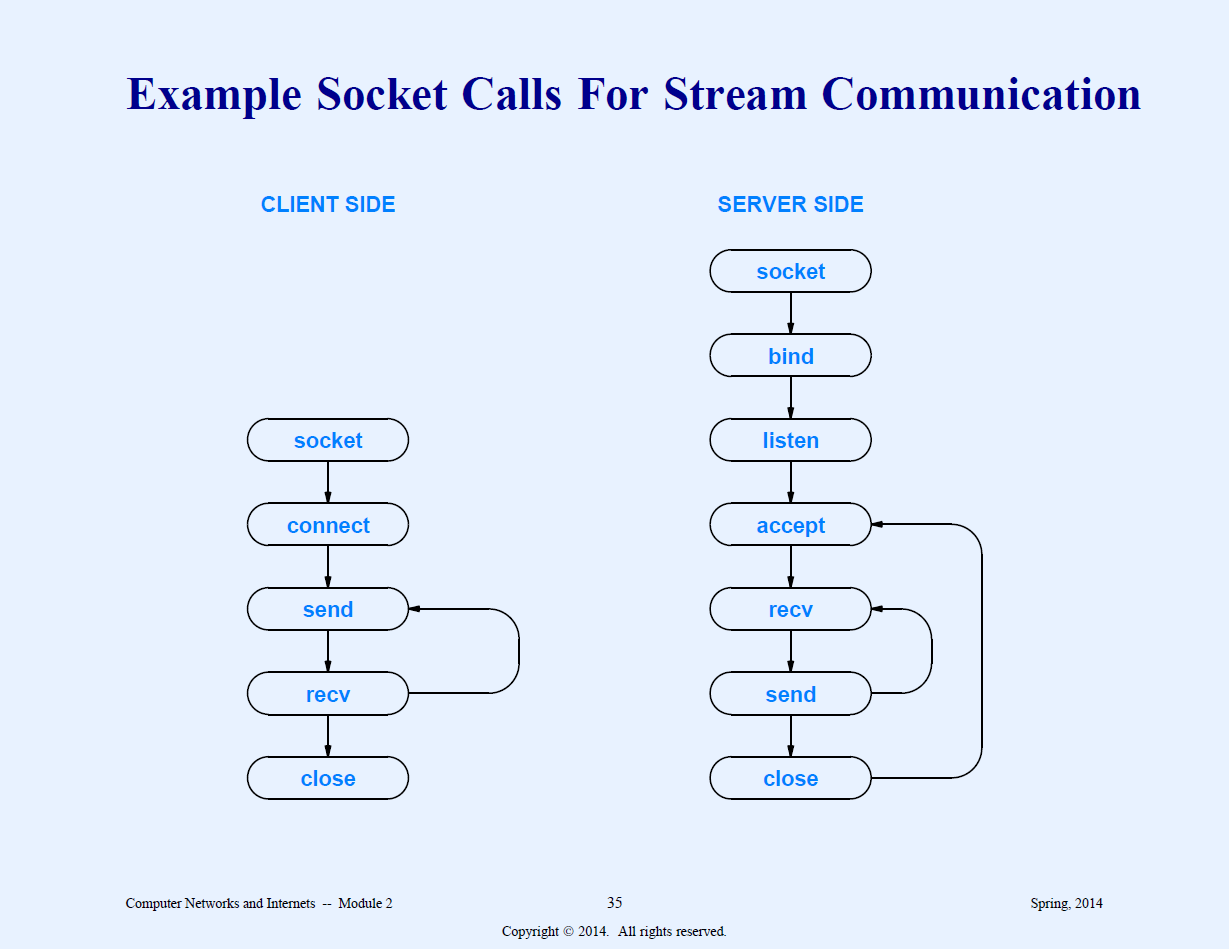 Example Socket Calls For Stream Communication
CLIENT SIDE
socket
connect
send
recv
close
SERVER SIDE
socket
bind
listen
accept
recv
send
close
Computer Networks and Internets -- Module 2
35
Spring, 2014
Copyright © 2014. All rights reserved.